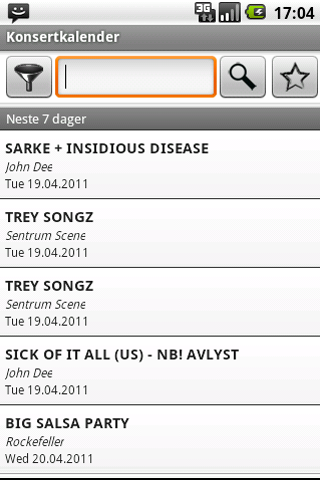 3G 17:04
Konsertkalender
Neste 7 dager
SARKE + INSIDIOUS DISEASE
John Dee
Tue 19.04.2011
TREY SONGZ
Sentrum Scene
Tue 19.04.2011
TREY SONGZ
Sentrum Scene
Tue 19.04.2011
SICK OF IT ALL (US) - NB! AVLYST
John Dee
Tue 19.04.2011
BIG SALSA PARTY
Rockefeller
Wed 20.04.2011